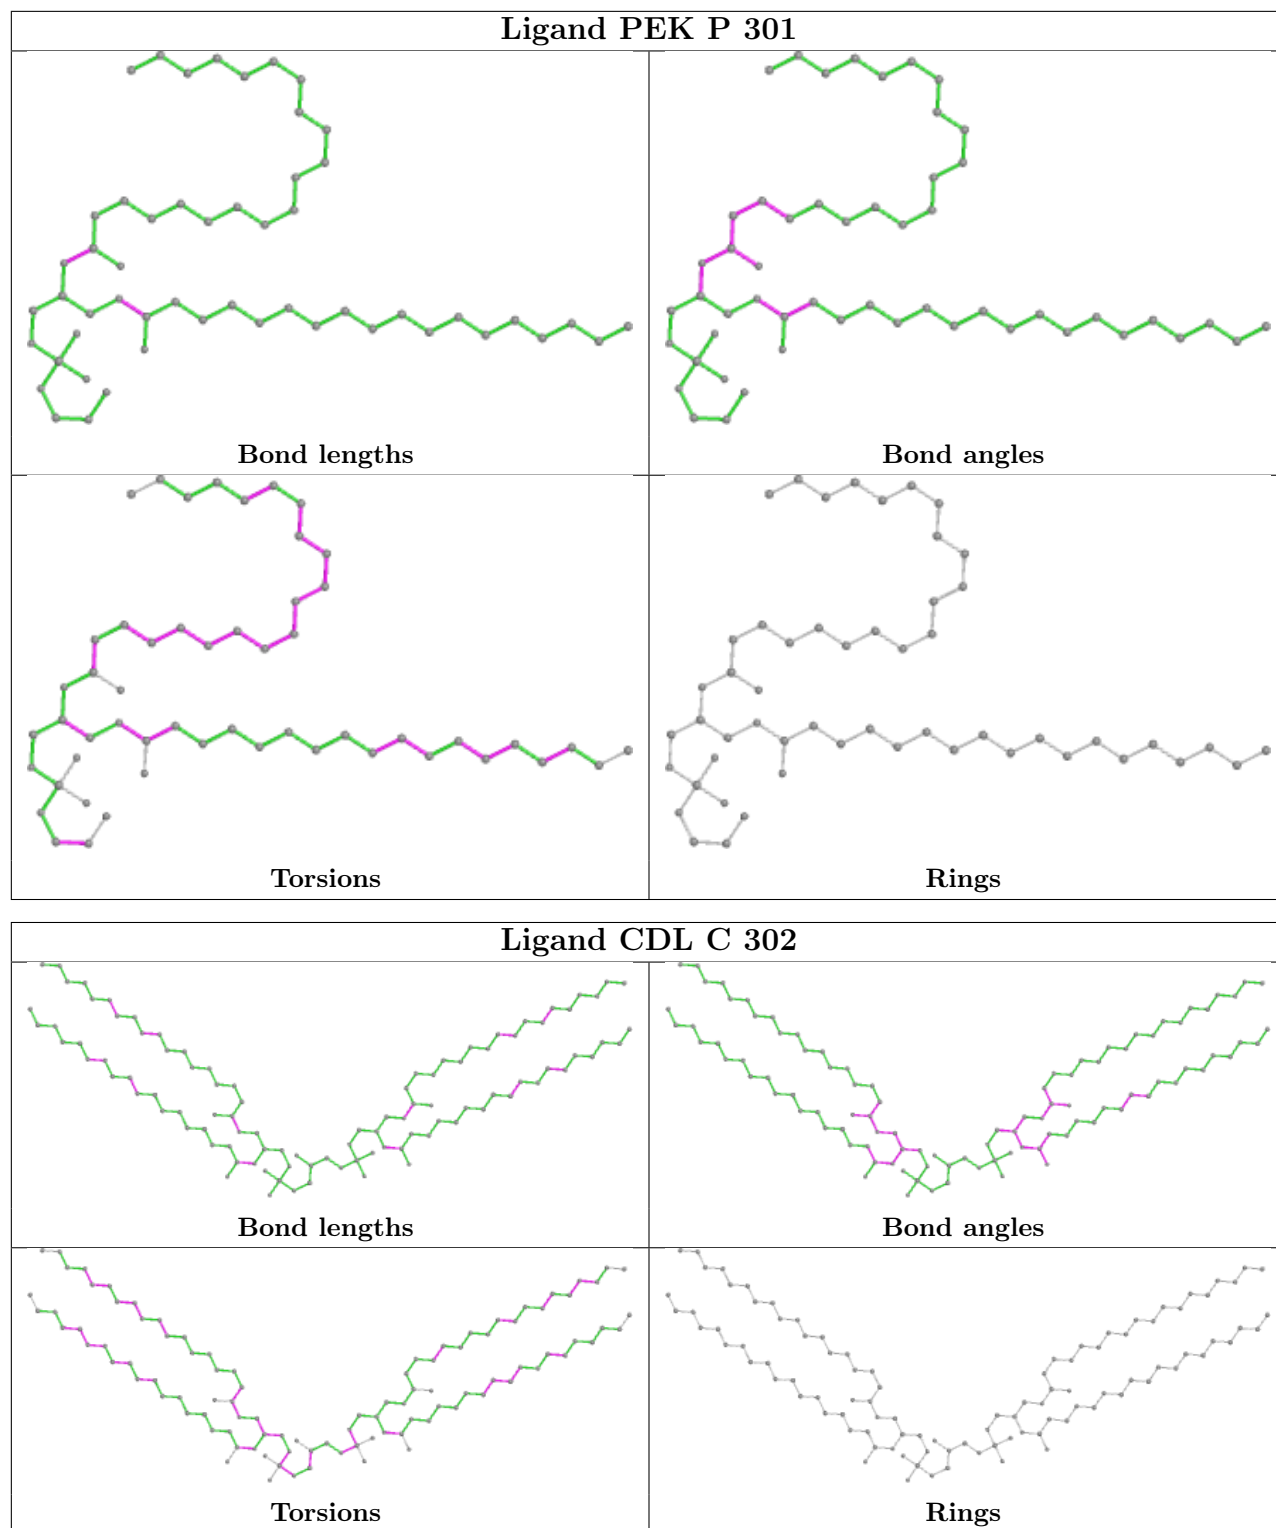 Ligand PEK P 301
Bond lengths
Bond angles
Torsions
Rings
Ligand CDL C 302
Bond lengths
Bond angles
Torsions
Rings